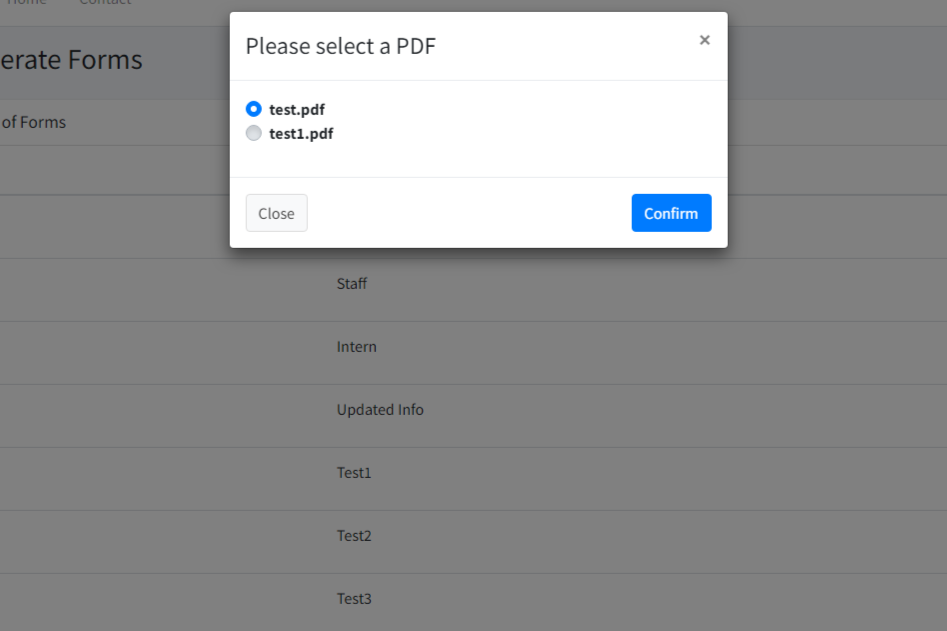 Home Contact
Please select a PDF ×
erate Forms
test.pdf
of Forms
test1.pdf
Close Confirm
Staff
Intern
Updated Info
Test1
Test2
Test3